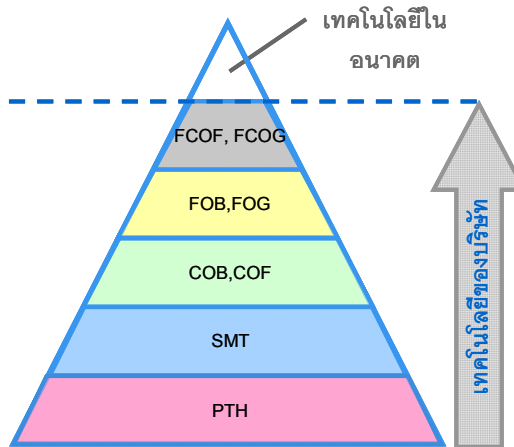 เทคโนโลยีใน
อนาคต
FCOF, FCOG
FOB,FOG
COB,COF
SMT
PTH
เทคโนโลยีของบริษัท